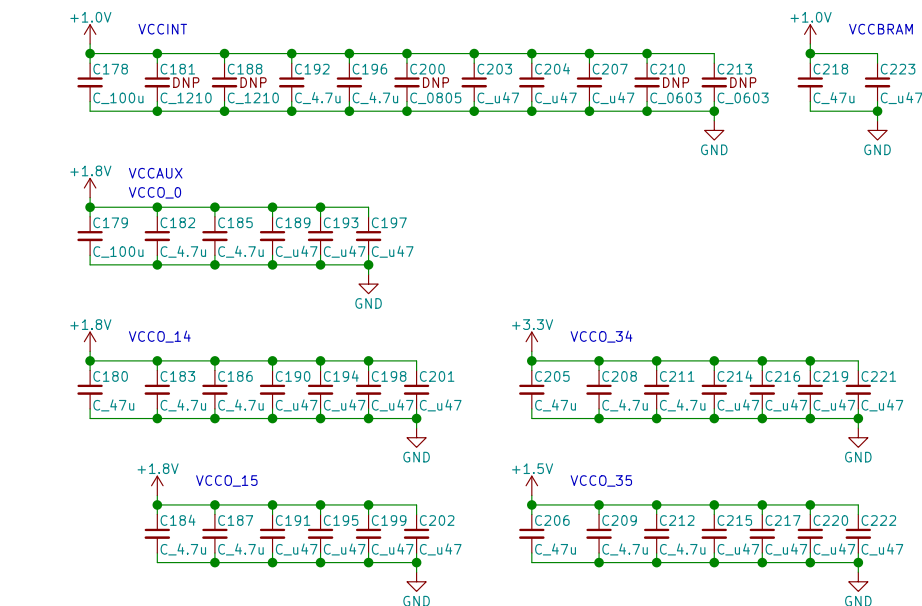 +1.0V VCCINT
C178 C181 C188 C192 C196 C200 C203 C204 C207 C210 C213
DNP DNP DNP DNP DNP
C_100u C_1210 C_1210 C_4.7u C_4.7u C_0805 C_u47 C_u47 C_u47 C_0603 C_0603
GND
+1.0V VCCBRAM
C218 C223
C_47u C_u47
GND
+1.8V VCCAUX
VCCO_0
C179 C182 C185 C189 C193 C197
C_100u C_4.7u C_4.7u C_u47 C_u47 C_u47
GND
+1.8V VCCO_14
C180 C183 C186 C190 C194 C198 C201
C_47u C_4.7u C_4.7u C_u47 C_u47 C_u47 C_u47
GND
+3.3V VCCO_34
C205 C208 C211 C214 C216 C219 C221
C_47u C_4.7u C_4.7u C_u47 C_u47 C_u47 C_u47
GND
+1.8V VCCO_15
C184 C187 C191 C195 C199 C202
C_4.7u C_4.7u C_u47 C_u47 C_u47 C_u47
GND
+1.5V VCCO_35
C206 C209 C212 C215 C217 C220 C222
C_47u C_4.7u C_4.7u C_u47 C_u47 C_u47 C_u47
GND